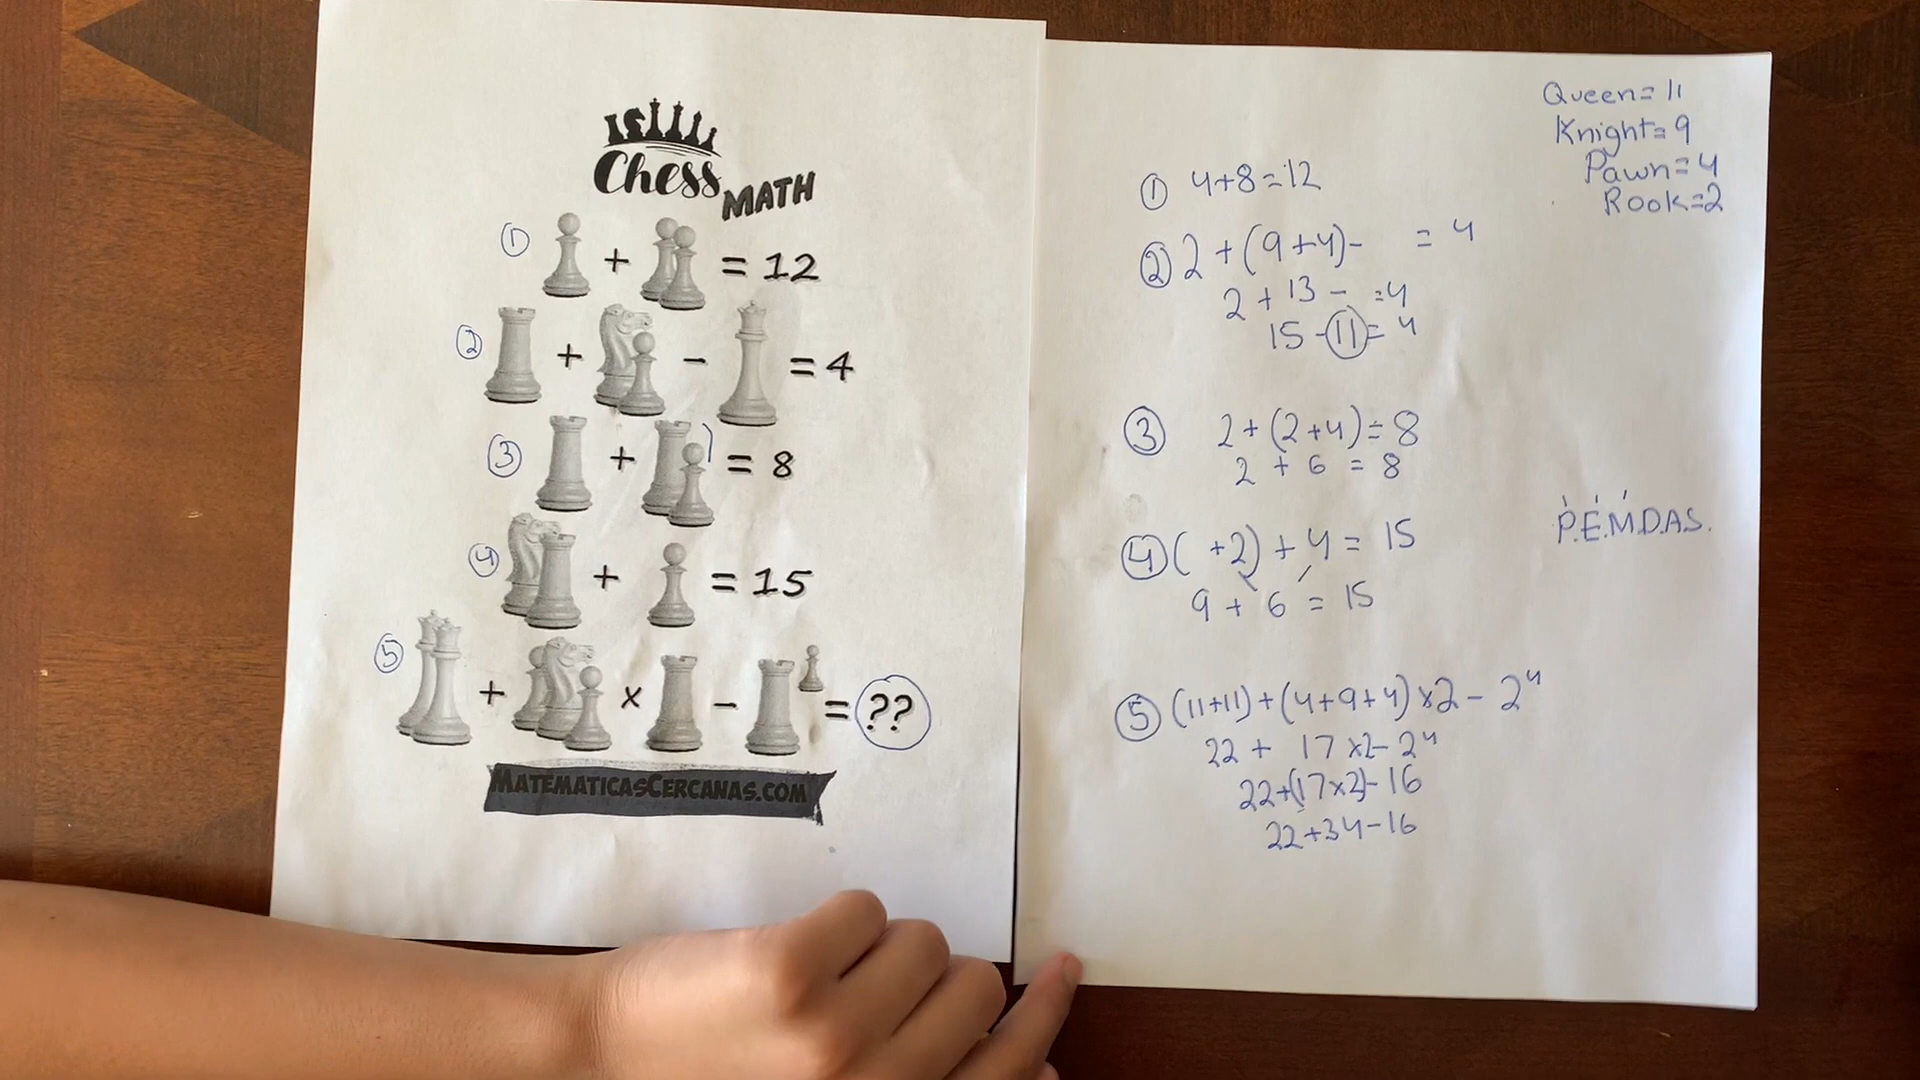 Chess
MATH
① + = 12
② + - = 4
③ + ) = 8
④ + = 15
⑤ + x - = ??
MATEMATICASCERCANAS.COM
Queen = 11
Knight = 9
Pawn = 4
Rook = 2
① 4+8=12
② 2+(9+4)- = 4
2+13- =4
15-11=4
③ 2+(2+4)=8
2+6=8
④ ( +2)+4=15
9+6=15
P.E.M.D.A.S.
⑤ (11+11)+(4+9+4)x2-2⁴
22+ 17x2-2⁴
22+(17x2)-16
22+34-16